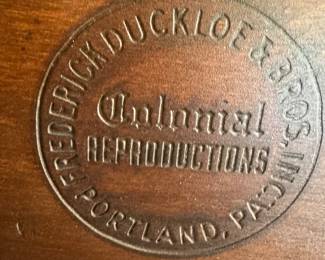 FREDERICK DUCKLOE & BROS. INC.
Colonial
REPRODUCTIONS
PORTLAND, PA.